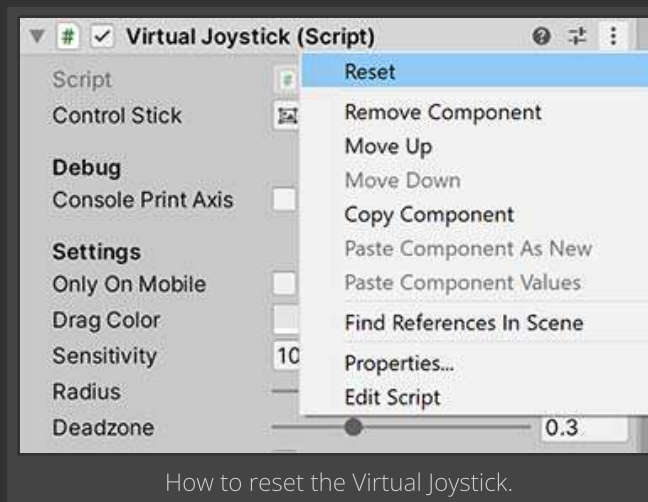 Virtual Joystick (Script)
Script
Control Stick
Debug
Console Print Axis
Settings
Only On Mobile
Drag Color
Sensitivity 10
Radius
Deadzone 0.3
Reset
Remove Component
Move Up
Move Down
Copy Component
Paste Component As New
Paste Component Values
Find References In Scene
Properties...
Edit Script
How to reset the Virtual Joystick.